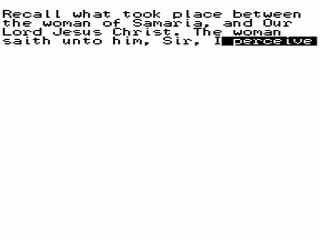 Recall what took place between
the woman of Samaria, and Our
Lord Jesus Christ. The woman
saith unto him, Sir, I perceive